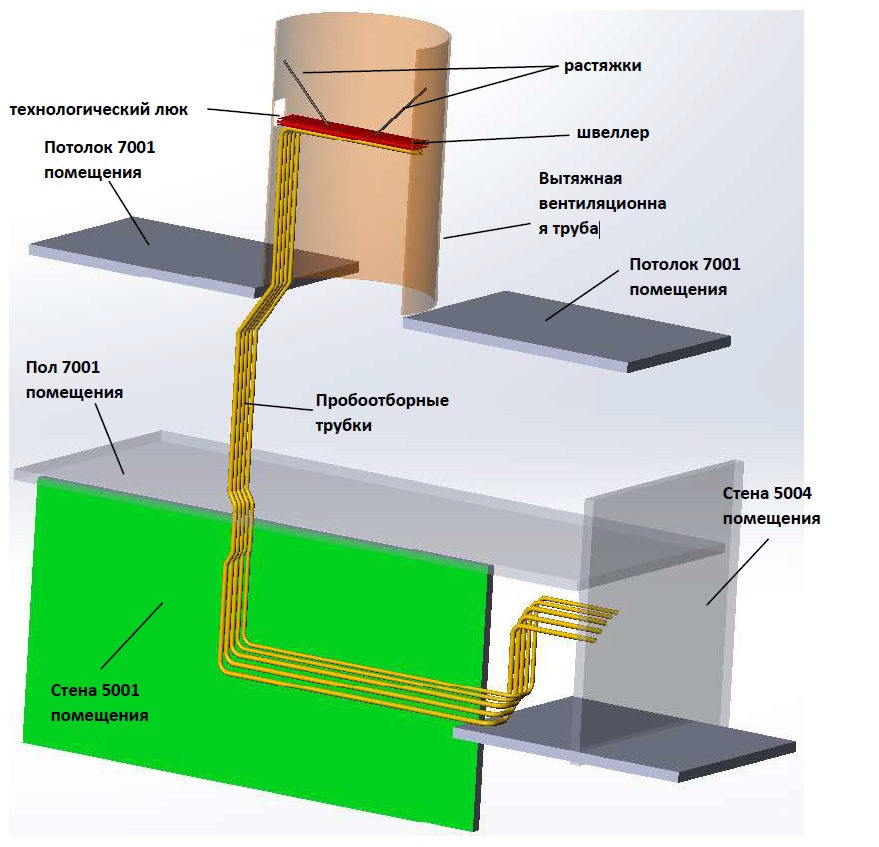 растяжки
технологический люк
швеллер
Потолок 7001
помещения
Вытяжная
вентиляционна
я труба
Потолок 7001
помещения
Пол 7001
помещения
Пробоотборные
трубки
Стена 5004
помещения
Стена 5001
помещения